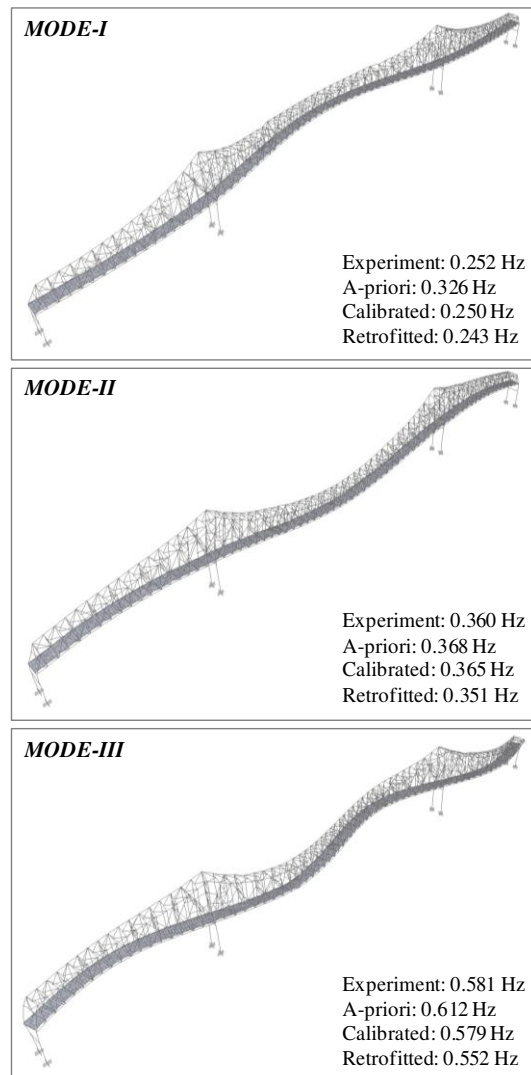 MODE-I
Experiment: 0.252 Hz
A-priori: 0.326 Hz
Calibrated: 0.250 Hz
Retrofitted: 0.243 Hz
MODE-II
Experiment: 0.360 Hz
A-priori: 0.368 Hz
Calibrated: 0.365 Hz
Retrofitted: 0.351 Hz
MODE-III
Experiment: 0.581 Hz
A-priori: 0.612 Hz
Calibrated: 0.579 Hz
Retrofitted: 0.552 Hz